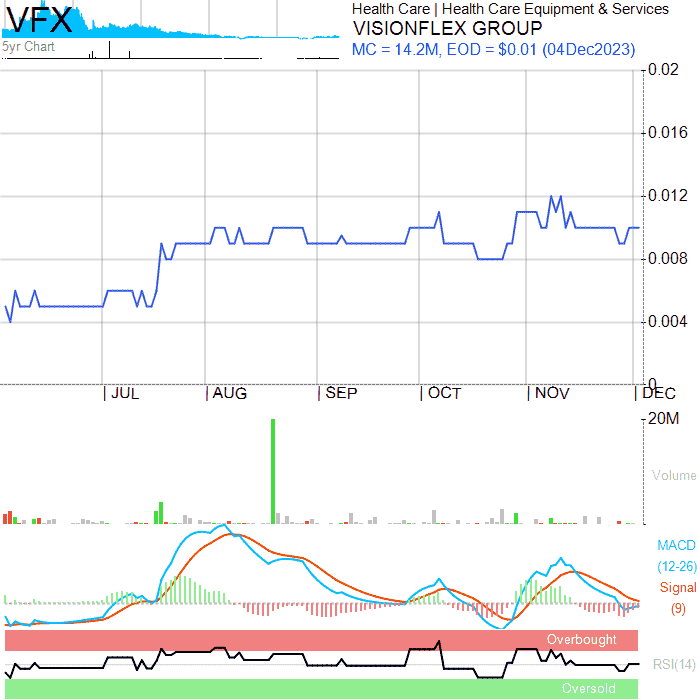 VFX
5yr Chart
Health Care | Health Care Equipment & Services
VISIONFLEX GROUP
MC = 14.2M, EOD = $0.01 (04Dec2023)
0.02
0.016
0.012
0.008
0.004
0
JUL
AUG
SEP
OCT
NOV
DEC
20M
Volume
MACD
(12-26)
Signal
(9)
Overbought
RSI(14)
Oversold